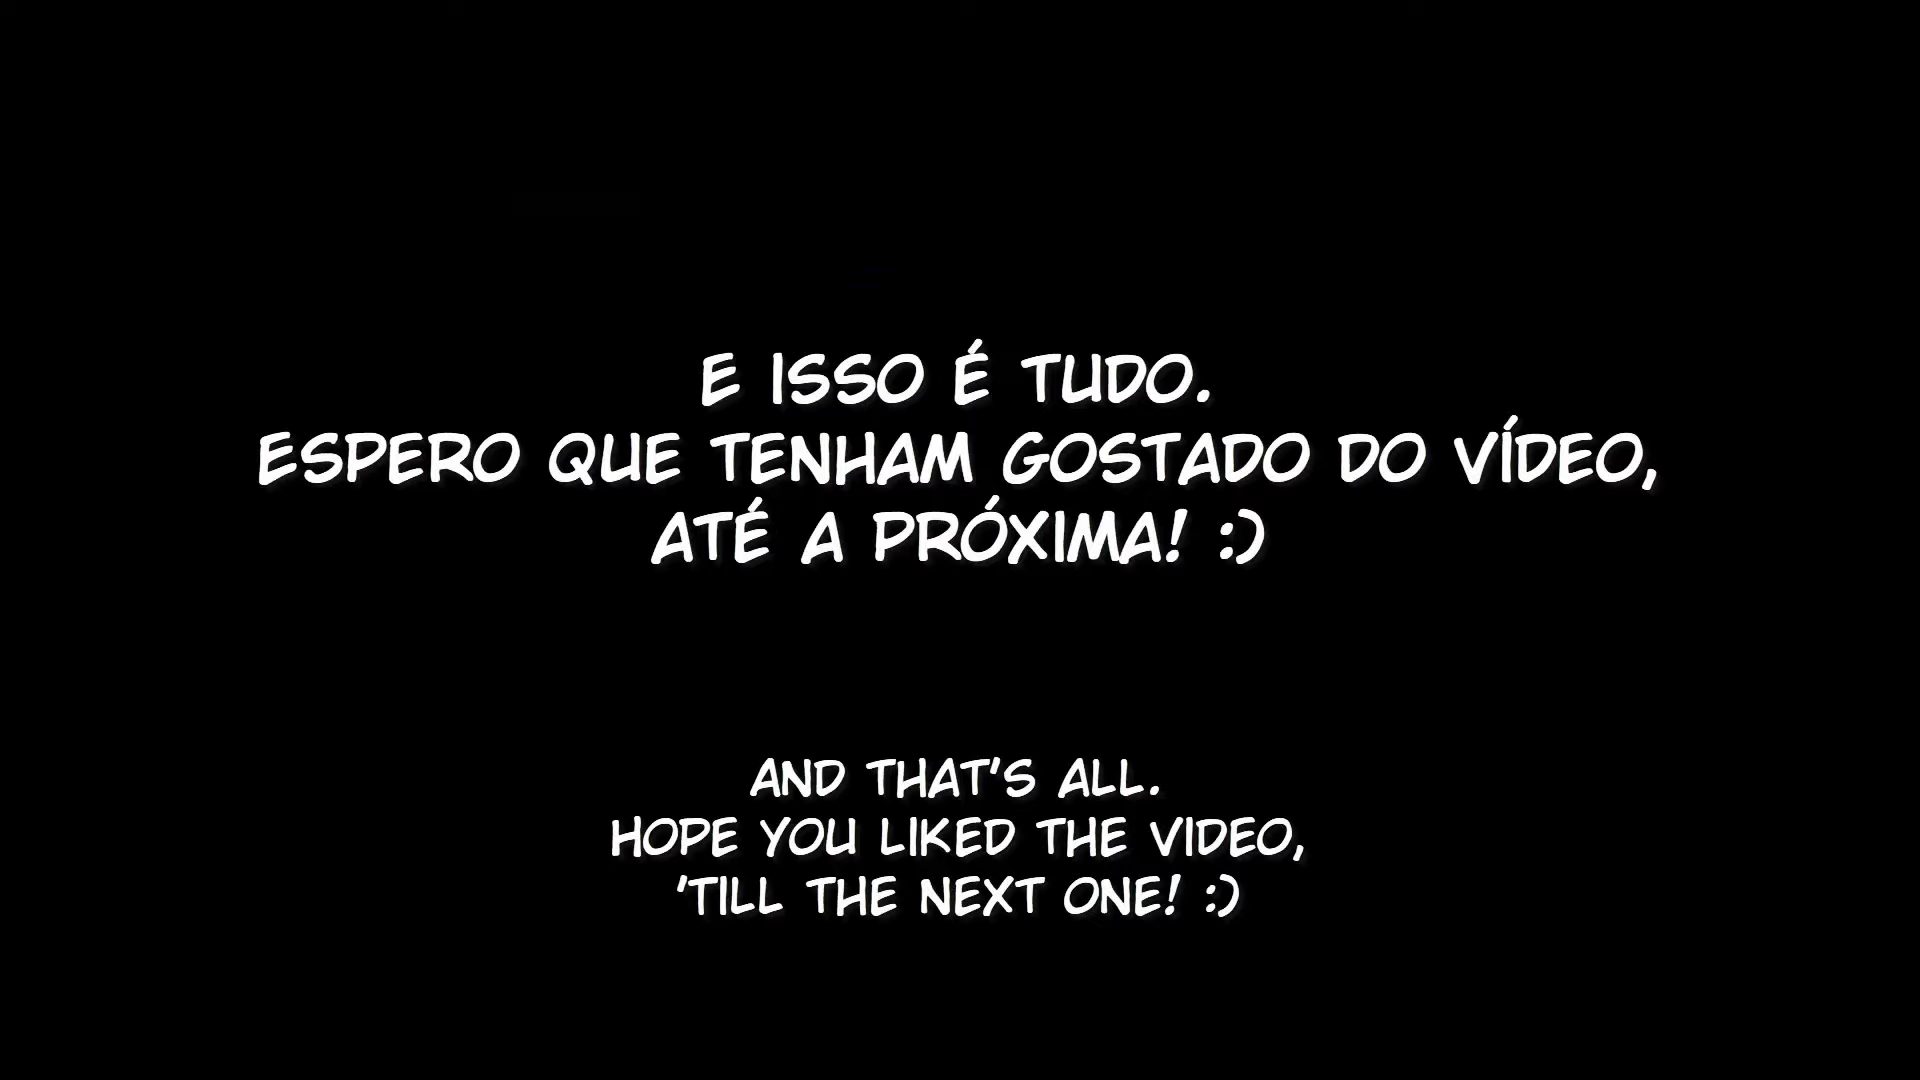 E ISSO É TUDO.
ESPERO QUE TENHAM GOSTADO DO VÍDEO,
ATÉ A PRÓXIMA! :)
AND THAT'S ALL.
HOPE YOU LIKED THE VIDEO,
'TILL THE NEXT ONE! :)